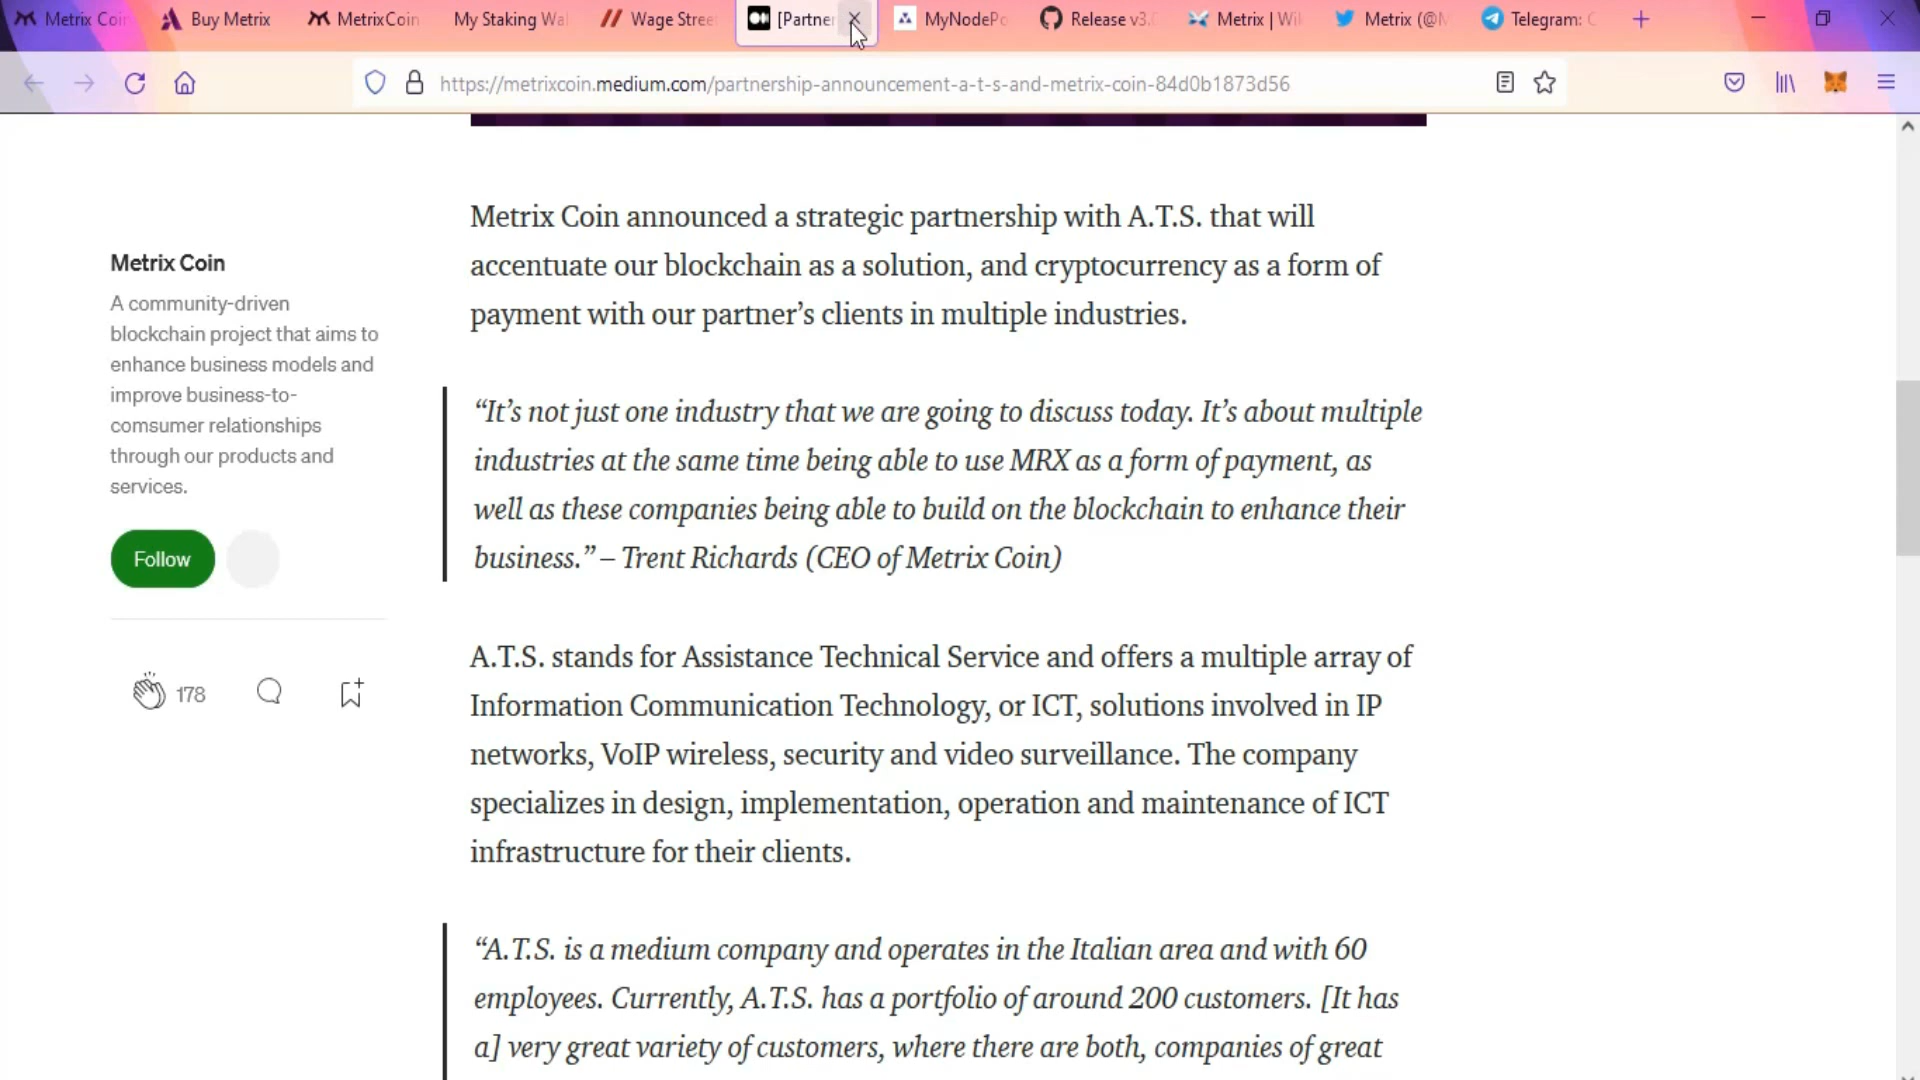 Metrix Coi
Buy Metrix
MetrixCoin
My Staking Wa
Wage Stree
[Partner
MyNodePo
Release v3.
Metrix | Wi
Metrix (@M
Telegram: C
https://metrixcoin.medium.com/partnership-announcement-a-t-s-and-metrix-coin-84d0b1873d56
Metrix Coin
A community-driven
blockchain project that aims to
enhance business models and
improve business-to-
comsumer relationships
through our products and
services.
Follow
178
Metrix Coin announced a strategic partnership with A.T.S. that will
accentuate our blockchain as a solution, and cryptocurrency as a form of
payment with our partner’s clients in multiple industries.
“It’s not just one industry that we are going to discuss today. It’s about multiple
industries at the same time being able to use MRX as a form of payment, as
well as these companies being able to build on the blockchain to enhance their
business.” – Trent Richards (CEO of Metrix Coin)
A.T.S. stands for Assistance Technical Service and offers a multiple array of
Information Communication Technology, or ICT, solutions involved in IP
networks, VoIP wireless, security and video surveillance. The company
specializes in design, implementation, operation and maintenance of ICT
infrastructure for their clients.
“A.T.S. is a medium company and operates in the Italian area and with 60
employees. Currently, A.T.S. has a portfolio of around 200 customers. [It has
a] very great variety of customers, where there are both, companies of great